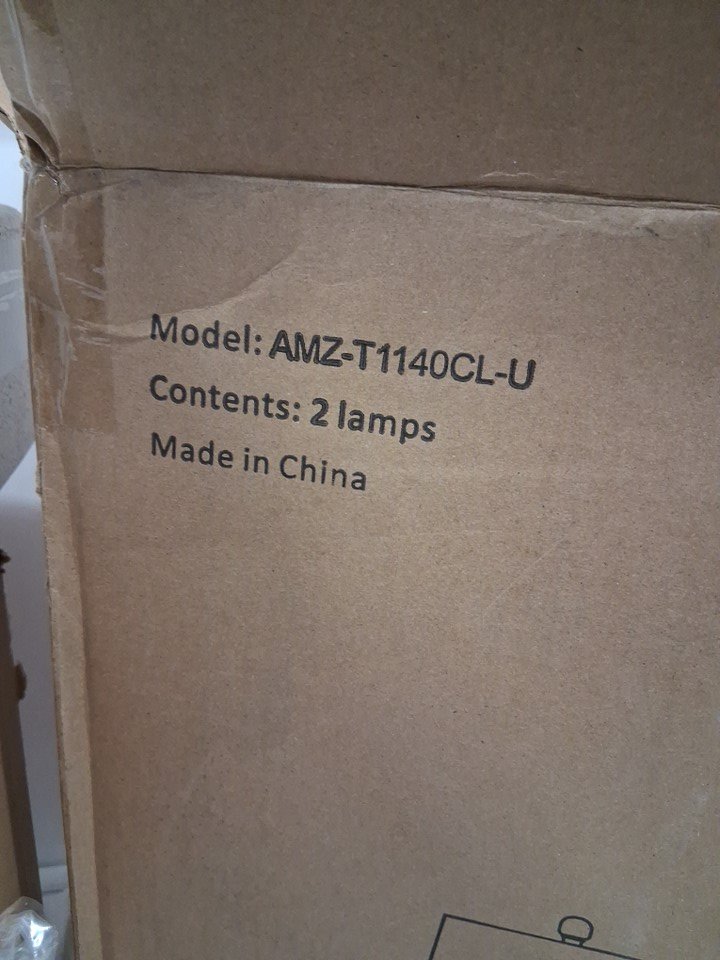 Model: AMZ-T1140CL-U
Contents: 2 lamps
Made in China